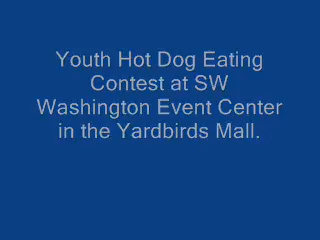 Youth Hot Dog Eating
Contest at SW
Washington Event Center
in the Yardbirds Mall.